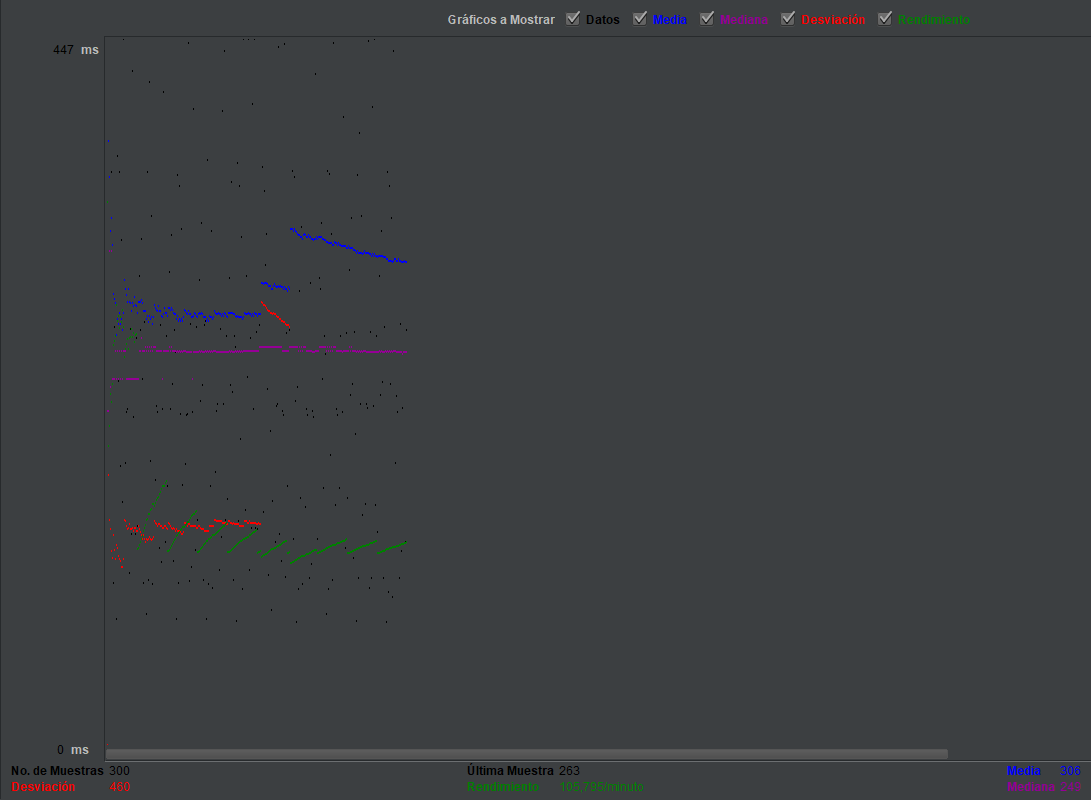 Gráficos a Mostrar Datos Media Mediana Desviación Rendimiento
447 ms
0 ms
No. de Muestras 300 Última Muestra 263 Media 306
Desviación 460 Rendimiento 105,795/minuto Mediana